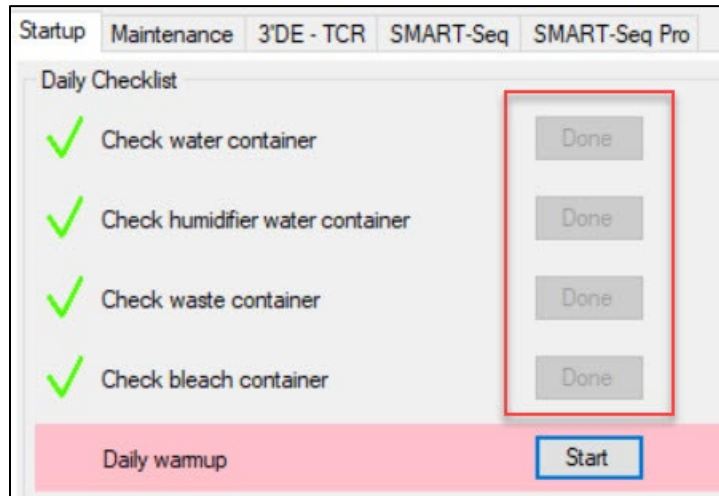 Startup Maintenance 3'DE - TCR SMART-Seq SMART-Seq Pro
Daily Checklist
Check water container Done
Check humidifier water container Done
Check waste container Done
Check bleach container Done
Daily warmup Start